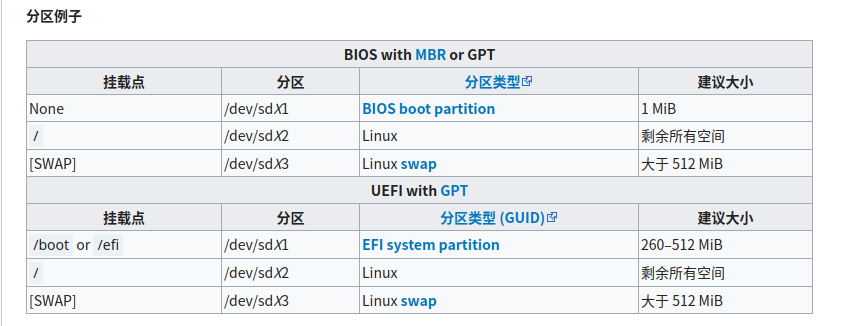 分区例子
BIOS with MBR or GPT
挂载点 分区 分区类型 建议大小
None /dev/sdX1 BIOS boot partition 1 MiB
/ /dev/sdX2 Linux 剩余所有空间
[SWAP] /dev/sdX3 Linux swap 大于 512 MiB
UEFI with GPT
挂载点 分区 分区类型 (GUID) 建议大小
/boot or /efi /dev/sdX1 EFI system partition 260–512 MiB
/ /dev/sdX2 Linux 剩余所有空间
[SWAP] /dev/sdX3 Linux swap 大于 512 MiB